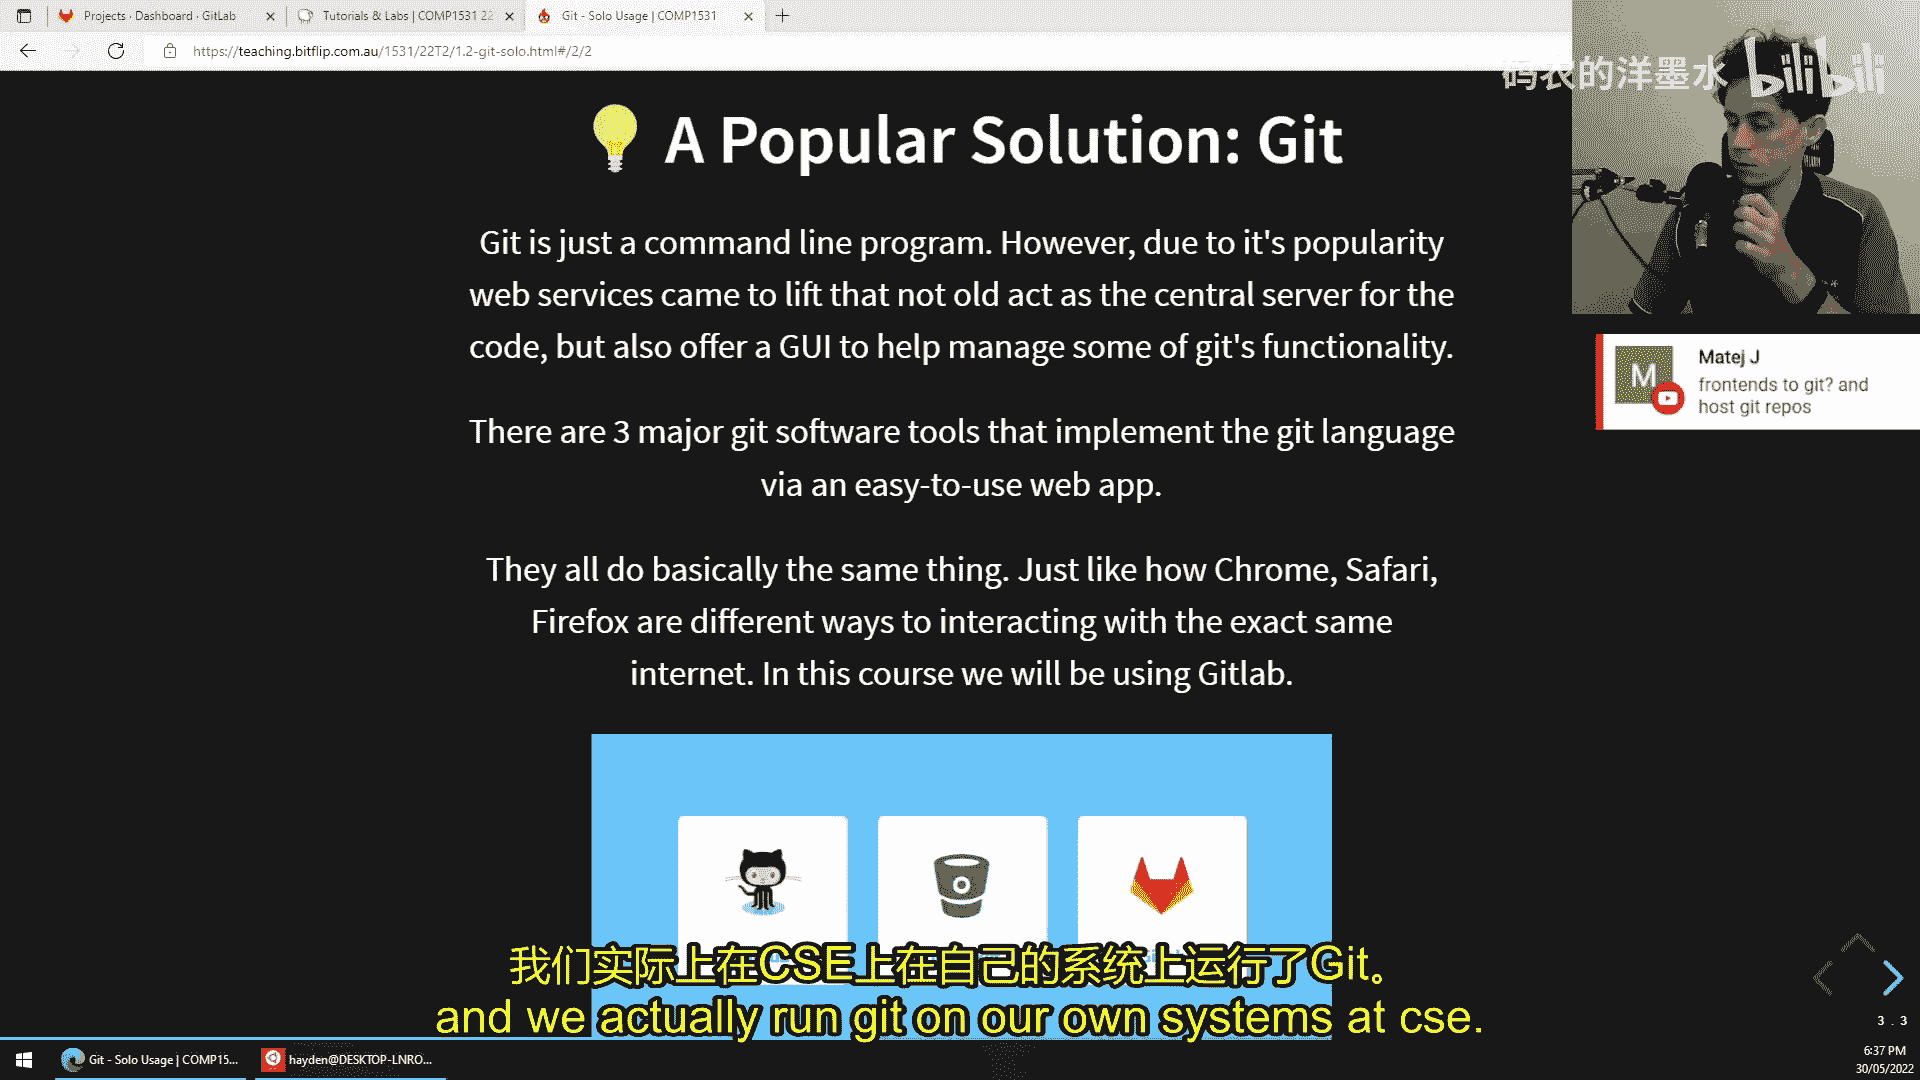 Projects · Dashboard · GitLab
Tutorials & Labs | COMP1531 22
Git - Solo Usage | COMP1531
https://teaching.bitflip.com.au/1531/22T2/1.2-git-solo.html#/2/2
码农的洋墨水 bilibili
A Popular Solution: Git
Git is just a command line program. However, due to it's popularity
web services came to lift that not old act as the central server for the
code, but also offer a GUI to help manage some of git's functionality.
Matej J
frontends to git? and
host git repos
There are 3 major git software tools that implement the git language
via an easy-to-use web app.
They all do basically the same thing. Just like how Chrome, Safari,
Firefox are different ways to interacting with the exact same
internet. In this course we will be using Gitlab.
我们实际上在CSE上在自己的系统上运行了Git。
and we actually run git on our own systems at cse.
3 . 3
Git - Solo Usage | COMP15...
hayden@DESKTOP-LNRO...
6:37 PM
30/05/2022